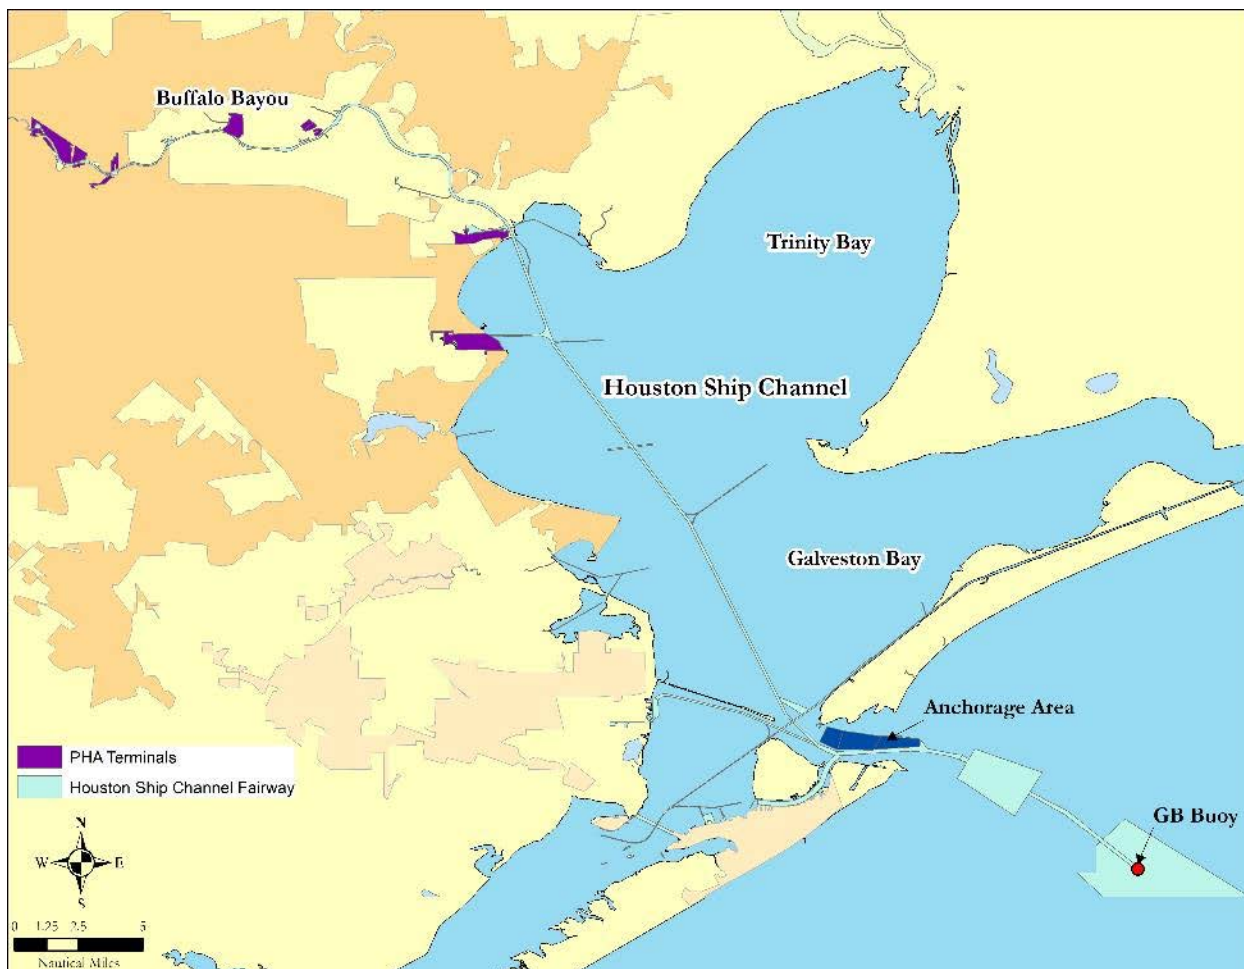 Buffalo Bayou
Trinity Bay
Houston Ship Channel
Galveston Bay
Anchorage Area
GB Buoy
PHA Terminals
Houston Ship Channel Fairway
N
W E
S
0 1.25 2.5 5
Nautical Miles